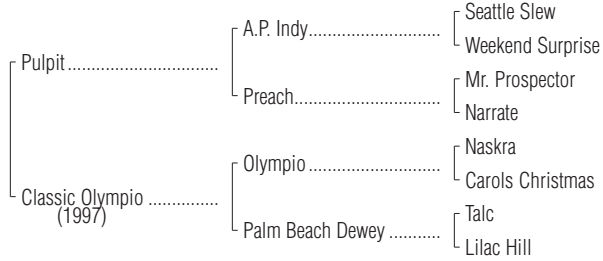 Seattle Slew
A.P. Indy
Weekend Surprise
Pulpit
Mr. Prospector
Preach
Narrate
Naskra
Olympio
Carols Christmas
Classic Olympio
(1997)
Talc
Palm Beach Dewey
Lilac Hill